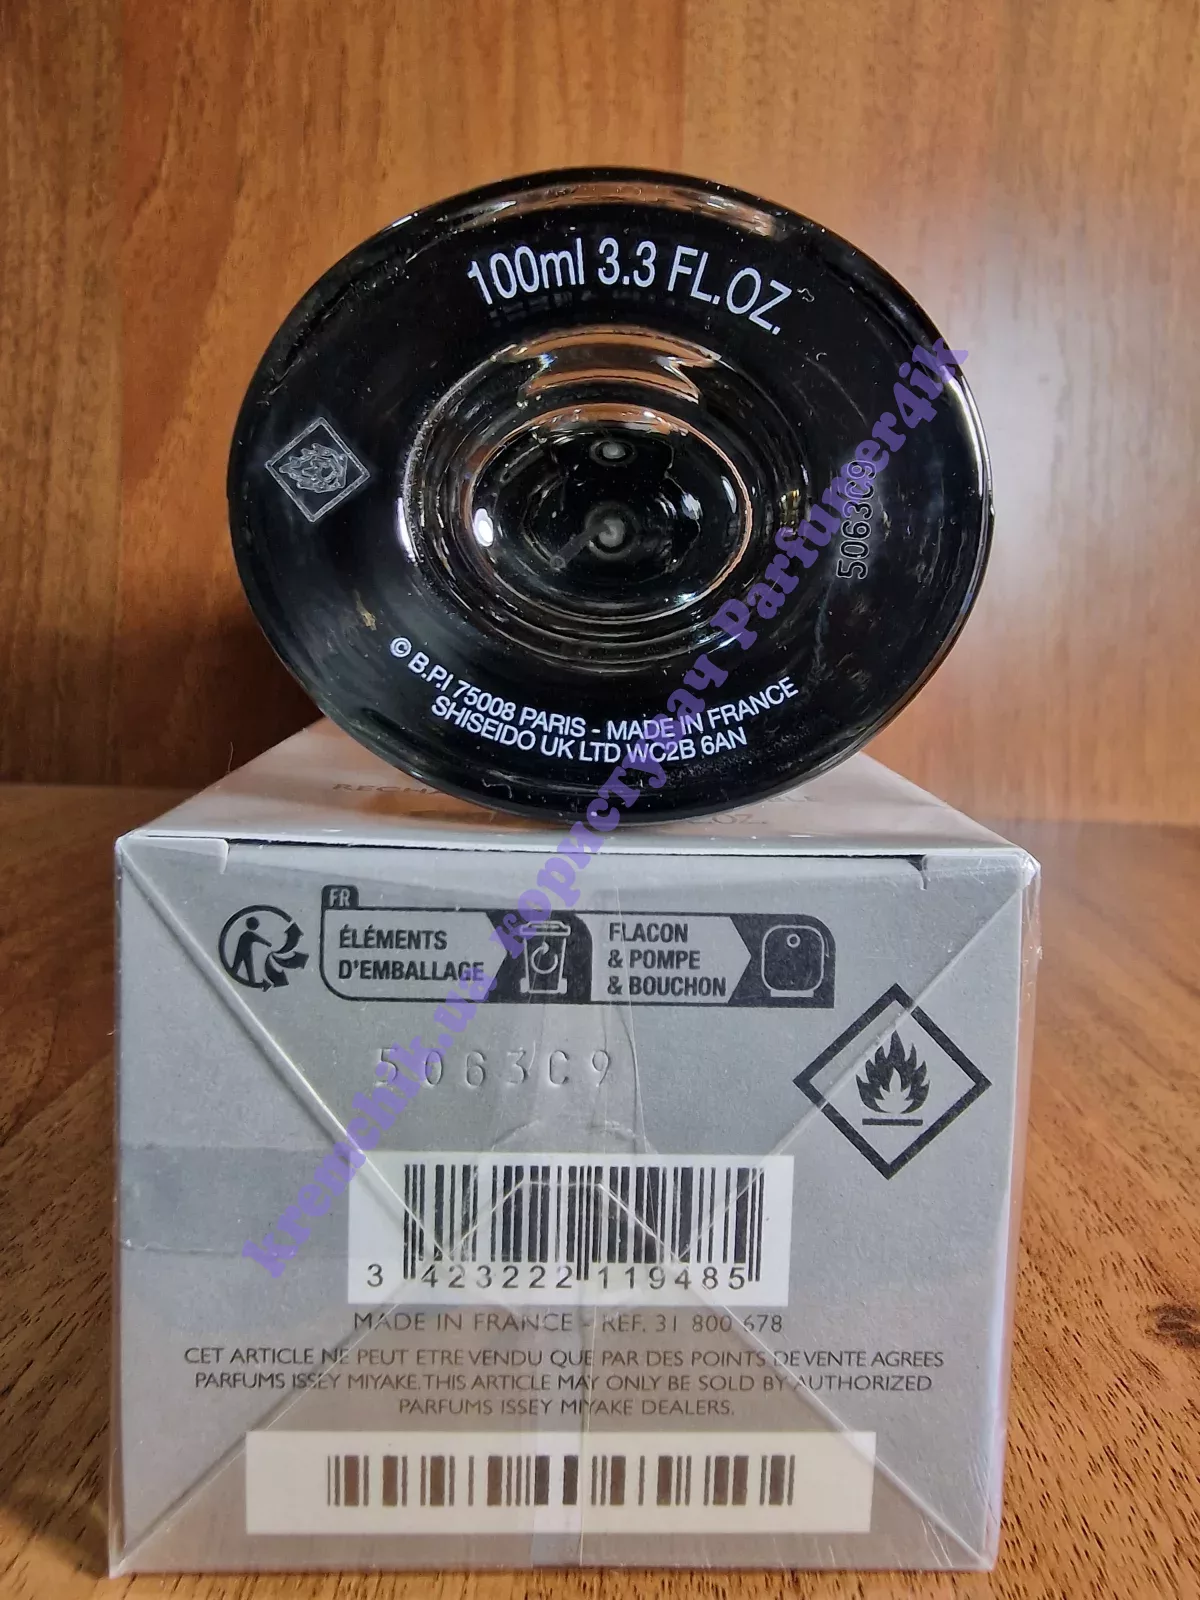 100ml 3.3 FL.OZ.
5063C9
© B.P.I 75008 PARIS - MADE IN FRANCE
SHISEIDO UK LTD WC2B 6AN
FR
ÉLÉMENTS
D'EMBALLAGE
FLACON
& POMPE
& BOUCHON
5063C9
3 423222 119485
MADE IN FRANCE - REF. 31 800 678
CET ARTICLE NE PEUT ETRE VENDU QUE PAR DES POINTS DE VENTE AGREES
PARFUMS ISSEY MIYAKE. THIS ARTICLE MAY ONLY BE SOLD BY AUTHORIZED
PARFUMS ISSEY MIYAKE DEALERS.
kremchik.ua користувач Parfumer4ik